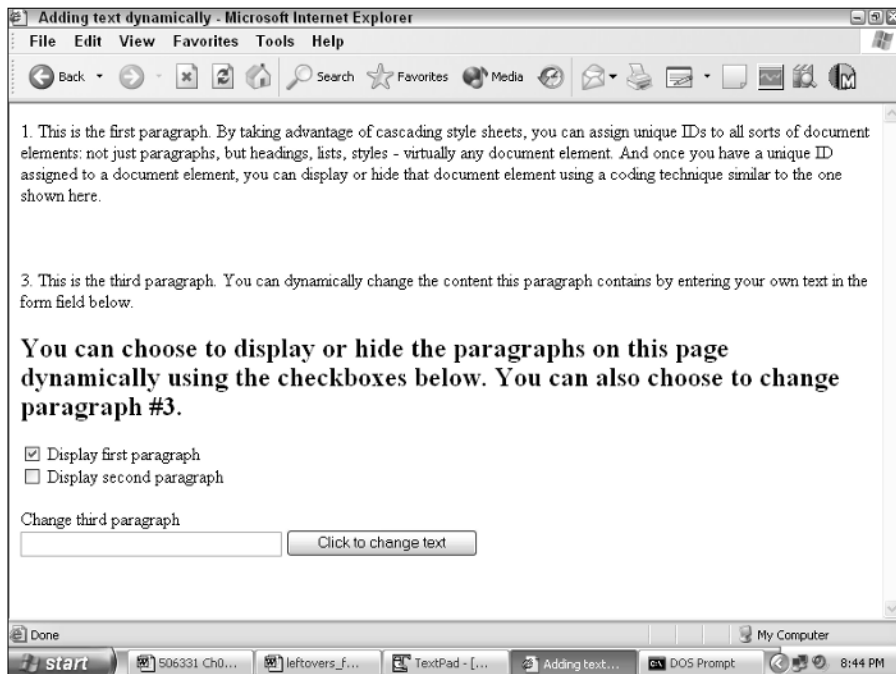 Adding text dynamically - Microsoft Internet Explorer
File Edit View Favorites Tools Help
Back Search Favorites Media
1. This is the first paragraph. By taking advantage of cascading style sheets, you can assign unique IDs to all sorts of document
elements: not just paragraphs, but headings, lists, styles - virtually any document element. And once you have a unique ID
assigned to a document element, you can display or hide that document element using a coding technique similar to the one
shown here.
3. This is the third paragraph. You can dynamically change the content this paragraph contains by entering your own text in the
form field below.
You can choose to display or hide the paragraphs on this page
dynamically using the checkboxes below. You can also choose to change
paragraph #3.
Display first paragraph
Display second paragraph
Change third paragraph
Click to change text
Done My Computer
start 506331 Ch0... leftovers_f... TextPad - [... Adding text... DOS Prompt 8:44 PM